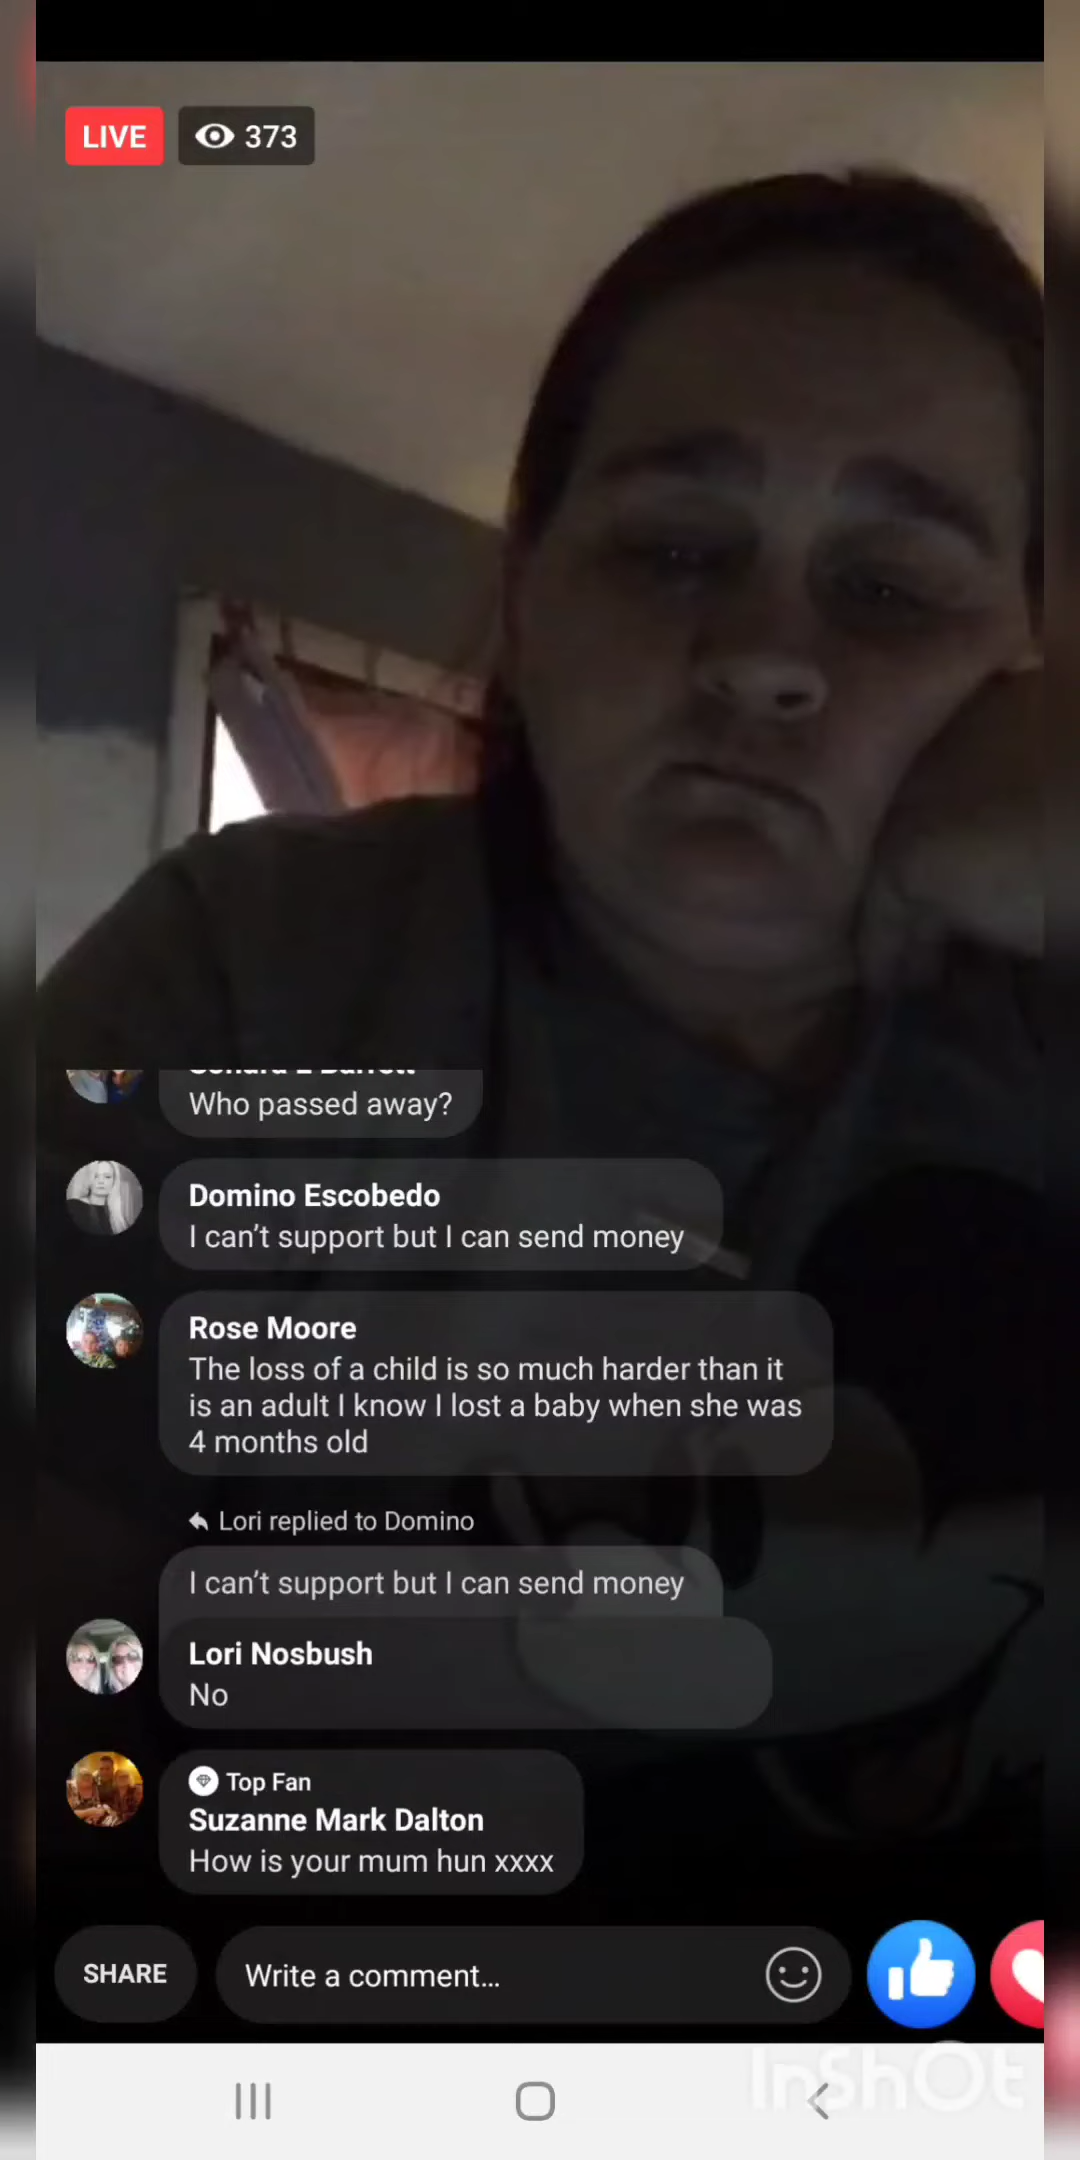 LIVE 373
Who passed away?
Domino Escobedo
I can't support but I can send money
Rose Moore
The loss of a child is so much harder than it
is an adult I know I lost a baby when she was
4 months old
Lori replied to Domino
I can't support but I can send money
Lori Nosbush
No
Top Fan
Suzanne Mark Dalton
How is your mum hun xxxx
SHARE Write a comment...
InShOt